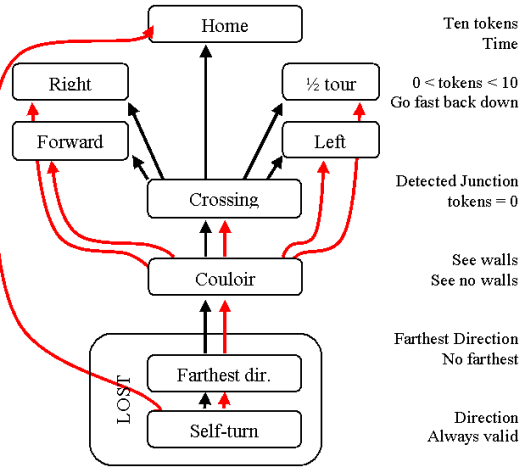 Home
Ten tokens
Time
Right
½ tour
0 < tokens < 10
Go fast back down
Forward
Left
Crossing
Detected Junction
tokens = 0
Couloir
See walls
See no walls
LOST
Farthest dir.
Farthest Direction
No farthest
Self-turn
Direction
Always valid